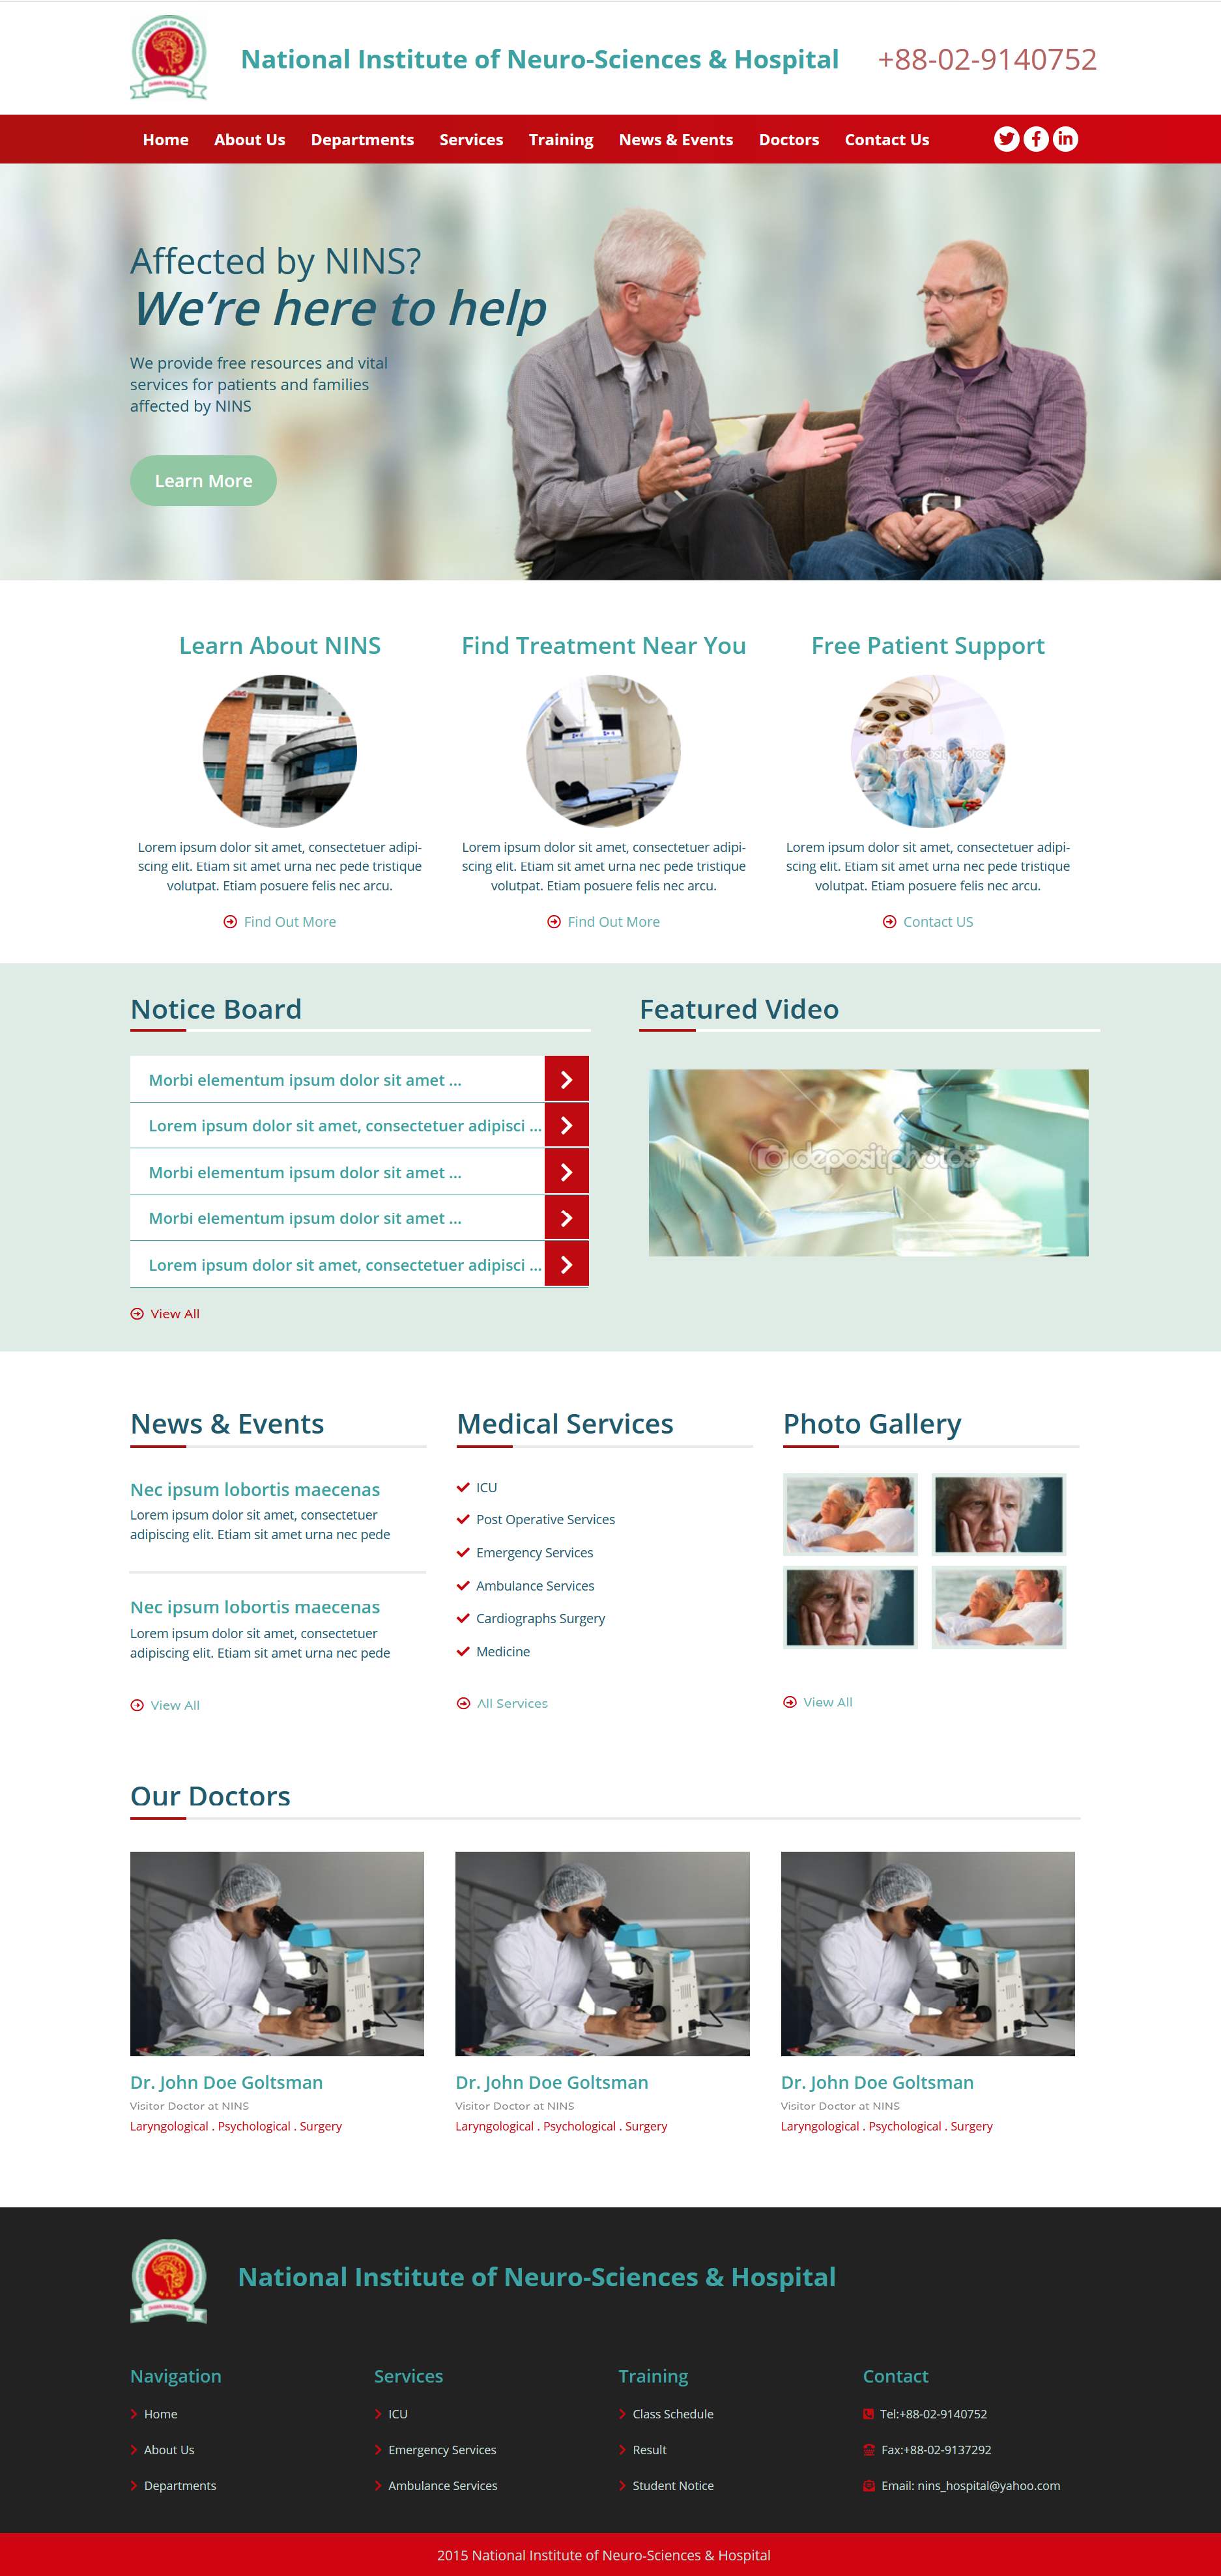 National Institute of Neuro-Sciences & Hospital
+88-02-9140752
Home
About Us
Departments
Services
Training
News & Events
Doctors
Contact Us
Affected by NINS?
We're here to help
We provide free resources and vital
services for patients and families
affected by NINS
Learn More
Learn About NINS
Lorem ipsum dolor sit amet, consectetuer adipi-
scing elit. Etiam sit amet urna nec pede tristique
volutpat. Etiam posuere felis nec arcu.
Find Out More
Find Treatment Near You
Lorem ipsum dolor sit amet, consectetuer adipi-
scing elit. Etiam sit amet urna nec pede tristique
volutpat. Etiam posuere felis nec arcu.
Find Out More
Free Patient Support
depositphotos
Lorem ipsum dolor sit amet, consectetuer adipi-
scing elit. Etiam sit amet urna nec pede tristique
volutpat. Etiam posuere felis nec arcu.
Contact US
Notice Board
Morbi elementum ipsum dolor sit amet ...
Lorem ipsum dolor sit amet, consectetuer adipisci ...
Morbi elementum ipsum dolor sit amet ...
Morbi elementum ipsum dolor sit amet ...
Lorem ipsum dolor sit amet, consectetuer adipisci ...
View All
Featured Video
depositphotos
News & Events
Nec ipsum lobortis maecenas
Lorem ipsum dolor sit amet, consectetuer
adipiscing elit. Etiam sit amet urna nec pede
Nec ipsum lobortis maecenas
Lorem ipsum dolor sit amet, consectetuer
adipiscing elit. Etiam sit amet urna nec pede
View All
Medical Services
ICU
Post Operative Services
Emergency Services
Ambulance Services
Cardiographs Surgery
Medicine
All Services
Photo Gallery
View All
Our Doctors
Dr. John Doe Goltsman
Visitor Doctor at NINS
Laryngological . Psychological . Surgery
Dr. John Doe Goltsman
Visitor Doctor at NINS
Laryngological . Psychological . Surgery
Dr. John Doe Goltsman
Visitor Doctor at NINS
Laryngological . Psychological . Surgery
National Institute of Neuro-Sciences & Hospital
Navigation
Home
About Us
Departments
Services
ICU
Emergency Services
Ambulance Services
Training
Class Schedule
Result
Student Notice
Contact
Tel:+88-02-9140752
Fax:+88-02-9137292
Email: nins_hospital@yahoo.com
2015 National Institute of Neuro-Sciences & Hospital